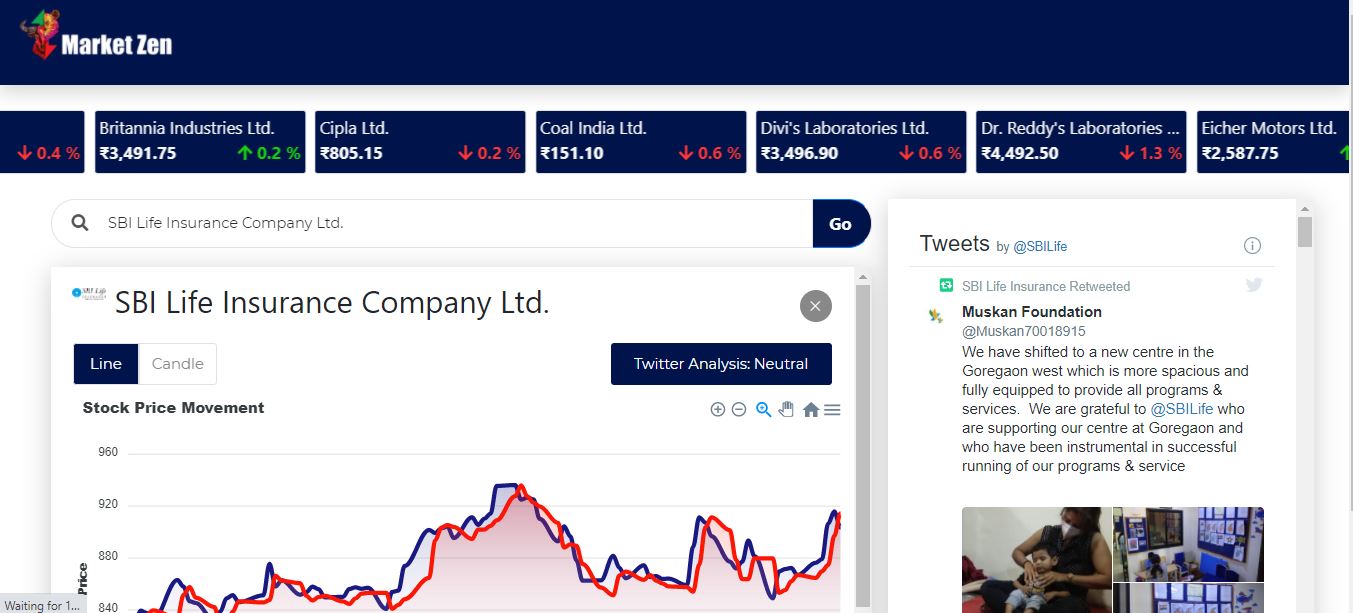 Market Zen
0.4 %
Britannia Industries Ltd.
₹3,491.75 0.2 %
Cipla Ltd.
₹805.15 0.2 %
Coal India Ltd.
₹151.10 0.6 %
Divi's Laboratories Ltd.
₹3,496.90 0.6 %
Dr. Reddy's Laboratories ...
₹4,492.50 1.3 %
Eicher Motors Ltd.
₹2,587.75
SBI Life Insurance Company Ltd.
Go
SBI Life
SBI Life Insurance Company Ltd.
Line Candle
Twitter Analysis: Neutral
Stock Price Movement
960
920
880
840
Price
Waiting for 1...
Tweets by @SBILife
SBI Life Insurance Retweeted
Muskan Foundation
@Muskan70018915
We have shifted to a new centre in the
Goregaon west which is more spacious and
fully equipped to provide all programs &
services. We are grateful to @SBILife who
are supporting our centre at Goregaon and
who have been instrumental in successful
running of our programs & service